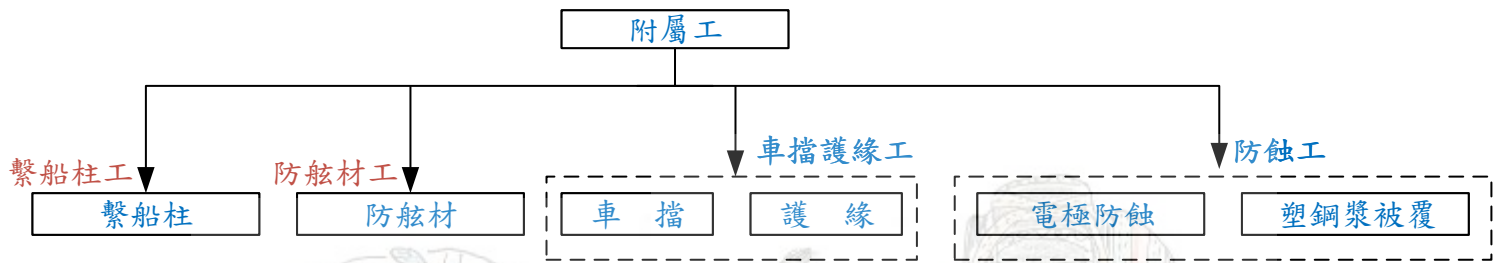 附屬工
繫船柱工
防舷材工
車擋護緣工
防蝕工
繫船柱
防舷材
車 擋
護 緣
電極防蝕
塑鋼漿被覆